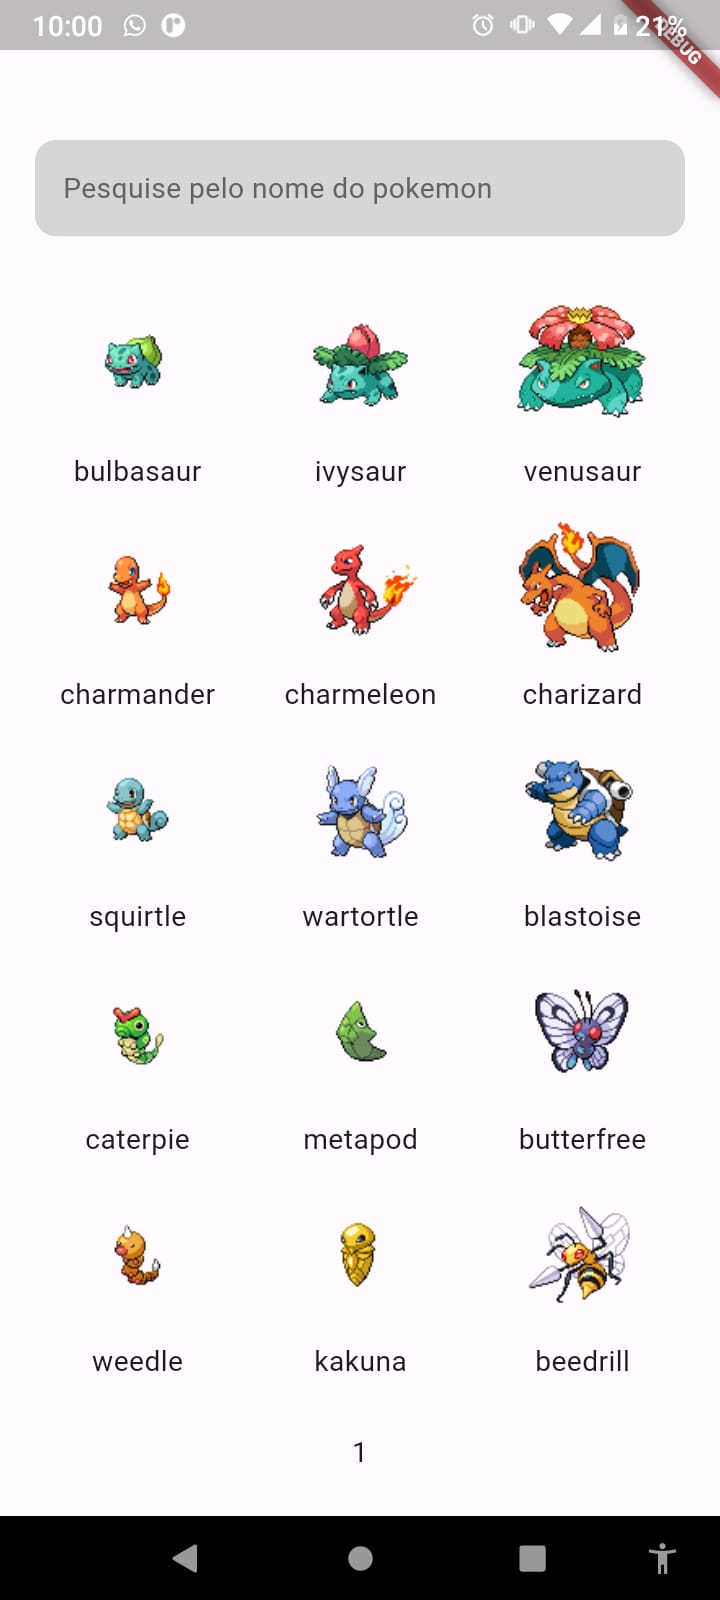 10:00 21%
DEBUG
Pesquise pelo nome do pokemon
bulbasaur ivysaur venusaur
charmander charmeleon charizard
squirtle wartortle blastoise
caterpie metapod butterfree
weedle kakuna beedrill
1